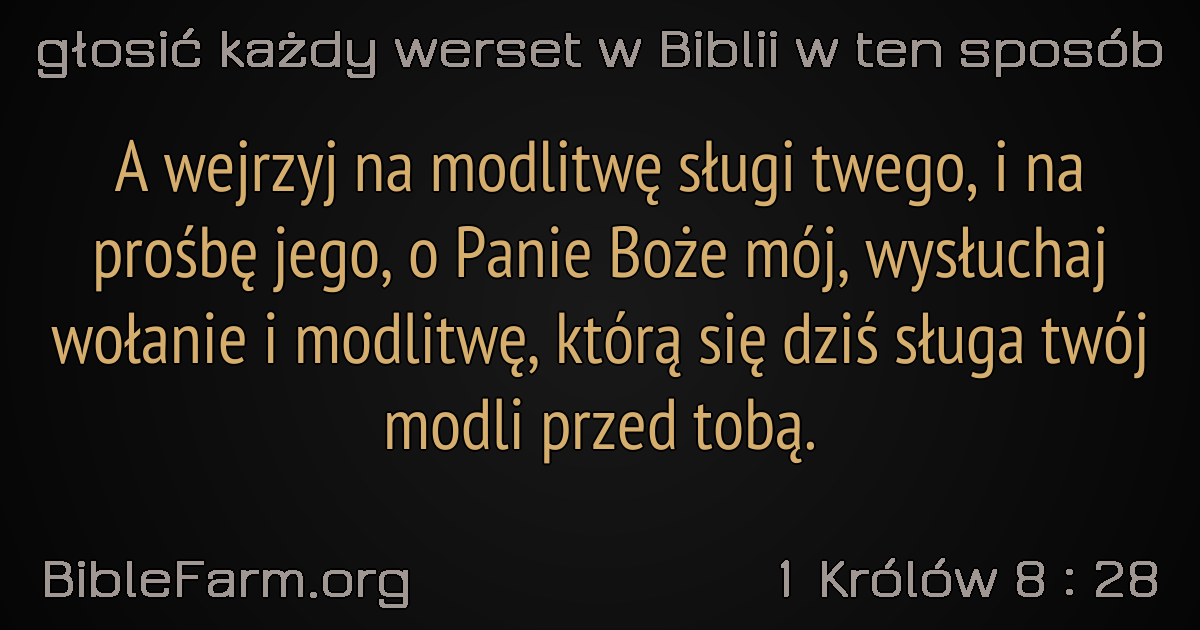 głosić każdy werset w Biblii w ten sposób
A wejrzyj na modlitwę sługi twego, i na
prośbę jego, o Panie Boże mój, wysłuchaj
wołanie i modlitwę, którą się dziś sługa twój
modli przed tobą.
BibleFarm.org
1 Królów 8 : 28